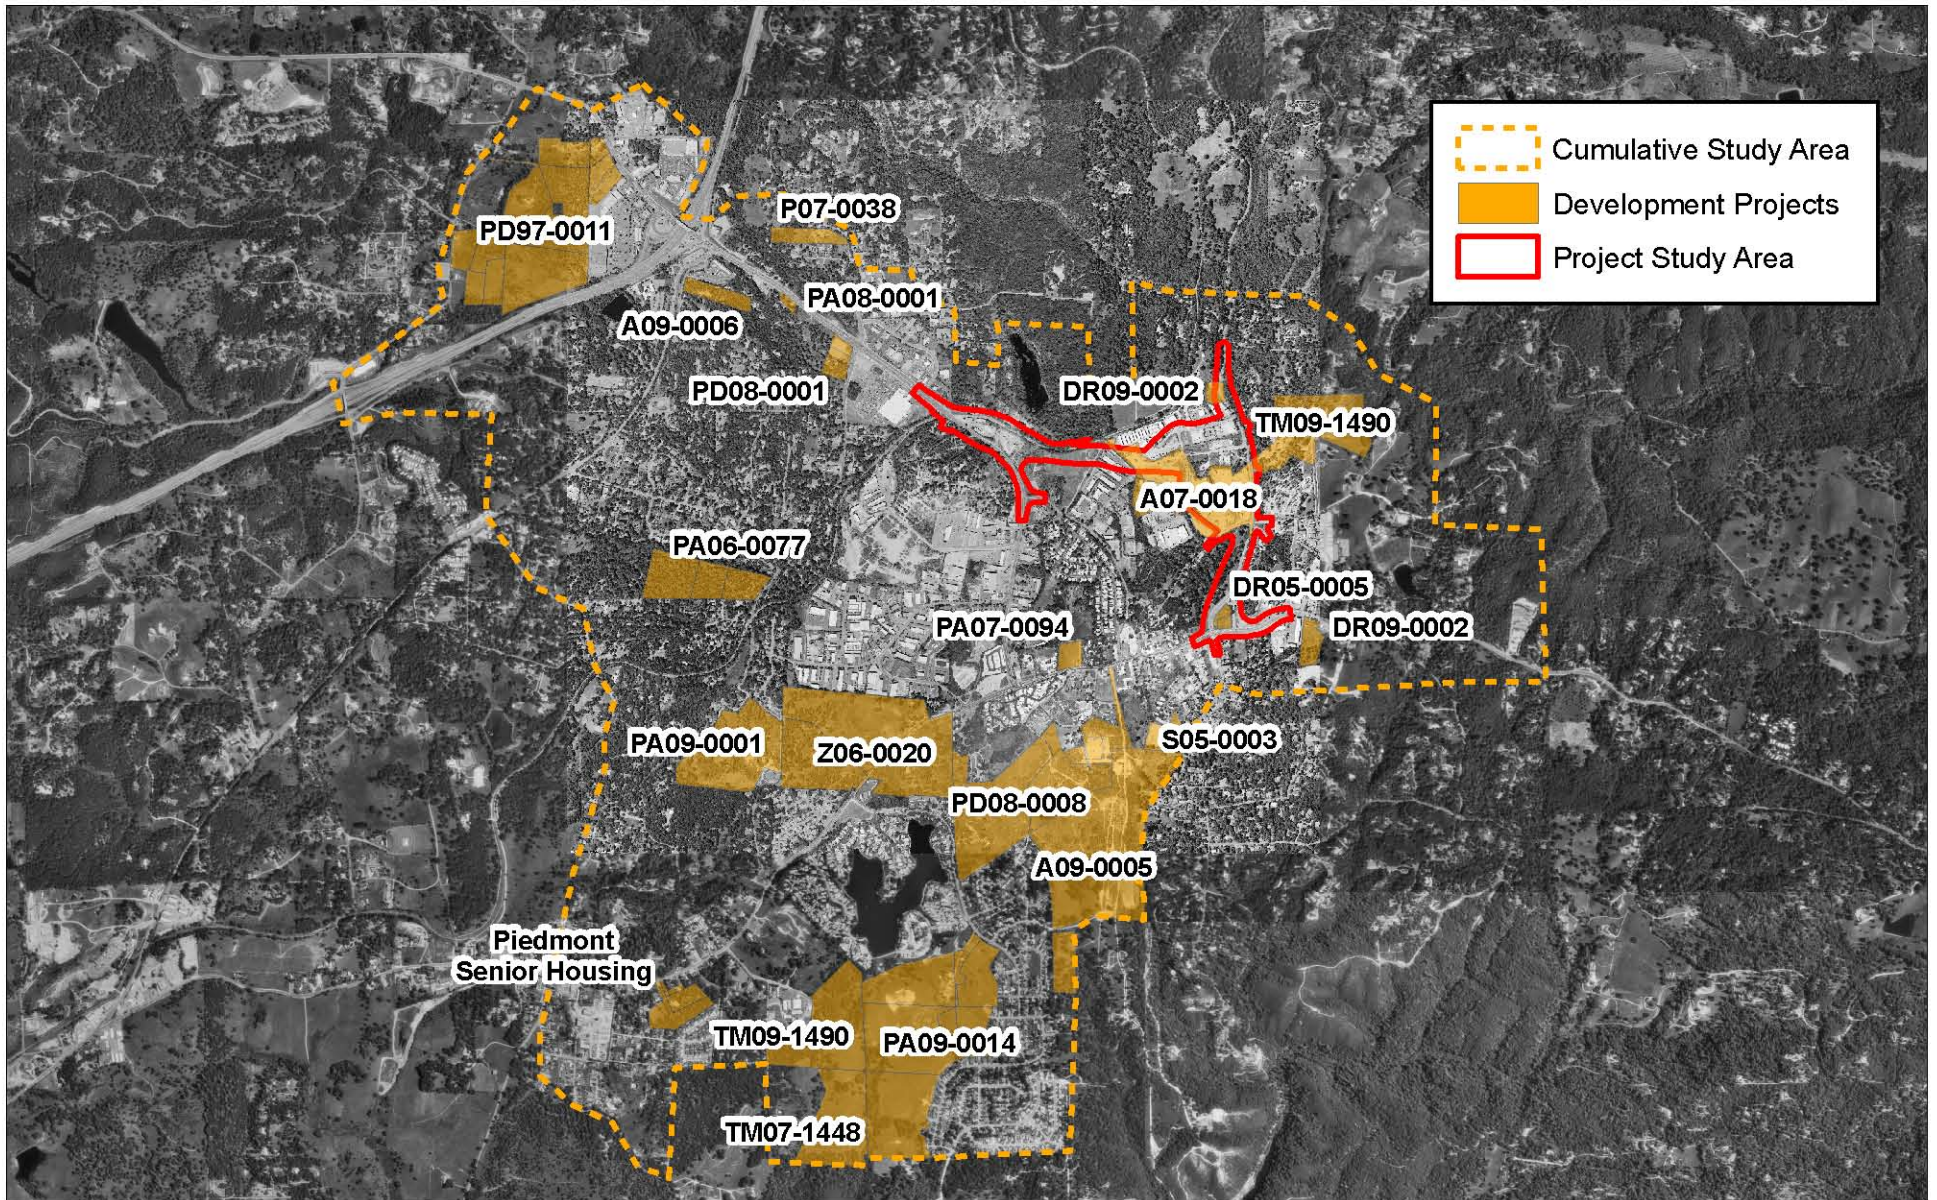 Cumulative Study Area
Development Projects
Project Study Area
P07-0038
PD97-0011
PA08-0001
A09-0006
PD08-0001
DR09-0002
TM09-1490
A07-0018
PA06-0077
DR05-0005
PA07-0094
DR09-0002
PA09-0001
Z06-0020
S05-0003
PD08-0008
A09-0005
Piedmont
Senior Housing
TM09-1490
PA09-0014
TM07-1448